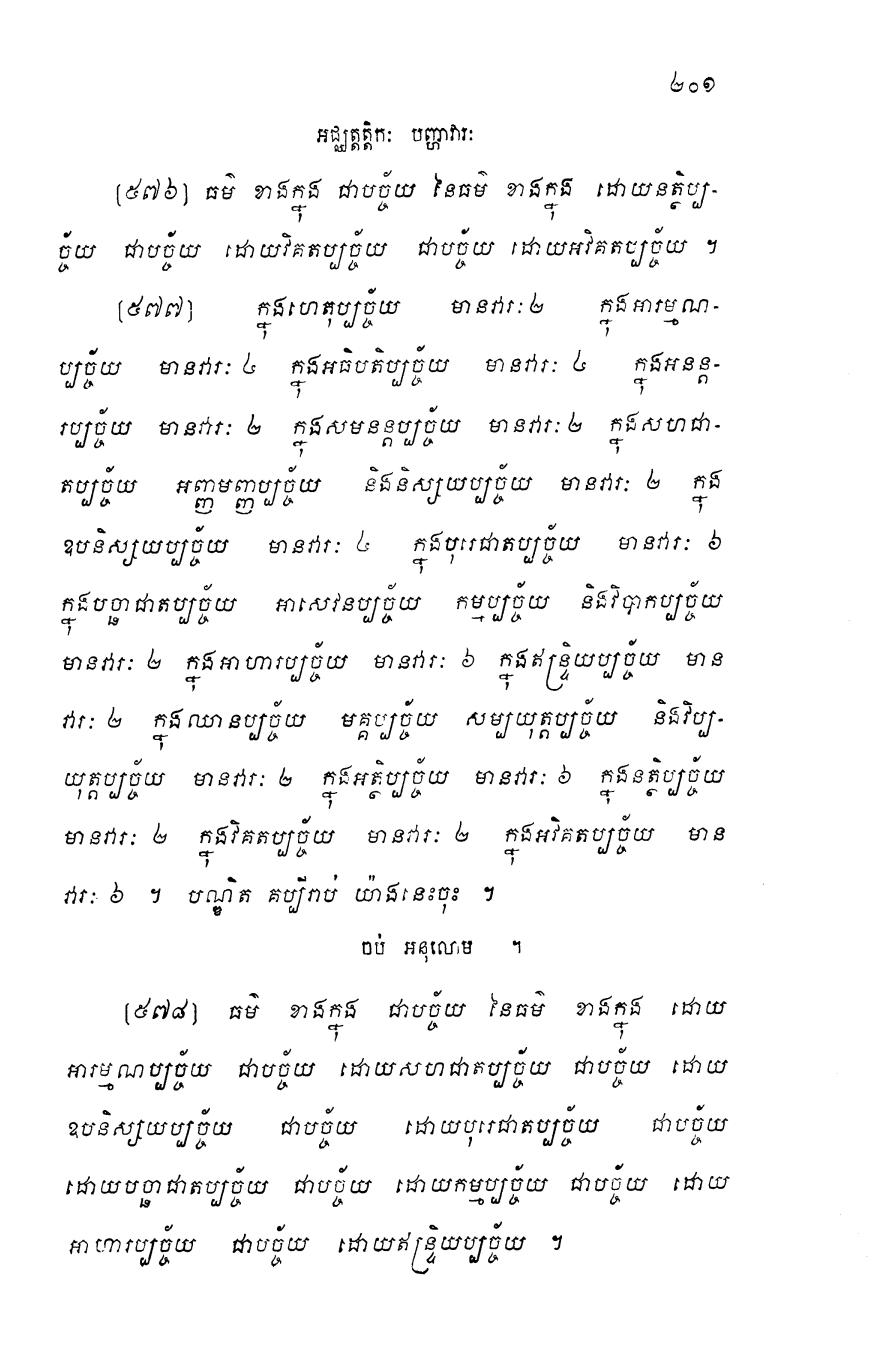 ២០១
អជ្ឈត្តត្តិកៈ បញ្ហាវារៈ
[៥៧៦] ធម៌ ខាងក្នុង ជាបច្ច័យ នៃធម៌ ខាងក្នុង ដោយនត្ថិប្ប-
ច្ច័យ ជាបច្ច័យ ដោយវិគតប្បច្ច័យ ជាបច្ច័យ ដោយអវិគតប្បច្ច័យ ។
[៥៧៧] ក្នុងហេតុប្បច្ច័យ មានវារៈ ២ ក្នុងអារម្មណ-
ប្បច្ច័យ មានវារៈ ៤ ក្នុងអធិបតិប្បច្ច័យ មានវារៈ ៤ ក្នុងអនន្ត-
រប្បច្ច័យ មានវារៈ ២ ក្នុងសមនន្តប្បច្ច័យ មានវារៈ ២ ក្នុងសហជា-
តប្បច្ច័យ អញ្ញមញ្ញប្បច្ច័យ និងនិស្សយប្បច្ច័យ មានវារៈ ២ ក្នុង
ឧបនិស្សយប្បច្ច័យ មានវារៈ ៤ ក្នុងបុរេជាតប្បច្ច័យ មានវារៈ ៦
ក្នុងបច្ឆាជាតប្បច្ច័យ អាសេវនប្បច្ច័យ កម្មប្បច្ច័យ និងវិបាកប្បច្ច័យ
មានវារៈ ២ ក្នុងអាហារប្បច្ច័យ មានវារៈ ៦ ក្នុងឥន្ទ្រិយប្បច្ច័យ មាន
វារៈ ២ ក្នុងឈានប្បច្ច័យ មគ្គប្បច្ច័យ សម្បយុត្តប្បច្ច័យ និងវិប្ប-
យុត្តប្បច្ច័យ មានវារៈ ២ ក្នុងអត្ថិប្បច្ច័យ មានវារៈ ៦ ក្នុងនត្ថិប្បច្ច័យ
មានវារៈ ២ ក្នុងវិគតប្បច្ច័យ មានវារៈ ២ ក្នុងអវិគតប្បច្ច័យ មាន
វារៈ ៦ ។ បណ្ឌិត គប្បីរាប់ យ៉ាងនេះចុះ ។
ចប់ អនុលោម ។
[៥៧៨] ធម៌ ខាងក្នុង ជាបច្ច័យ នៃធម៌ ខាងក្នុង ដោយ
អារម្មណប្បច្ច័យ ជាបច្ច័យ ដោយសហជាតប្បច្ច័យ ជាបច្ច័យ ដោយ
ឧបនិស្សយប្បច្ច័យ ជាបច្ច័យ ដោយបុរេជាតប្បច្ច័យ ជាបច្ច័យ
ដោយបច្ឆាជាតប្បច្ច័យ ជាបច្ច័យ ដោយកម្មប្បច្ច័យ ជាបច្ច័យ ដោយ
អាហារប្បច្ច័យ ជាបច្ច័យ ដោយឥន្ទ្រិយប្បច្ច័យ ។